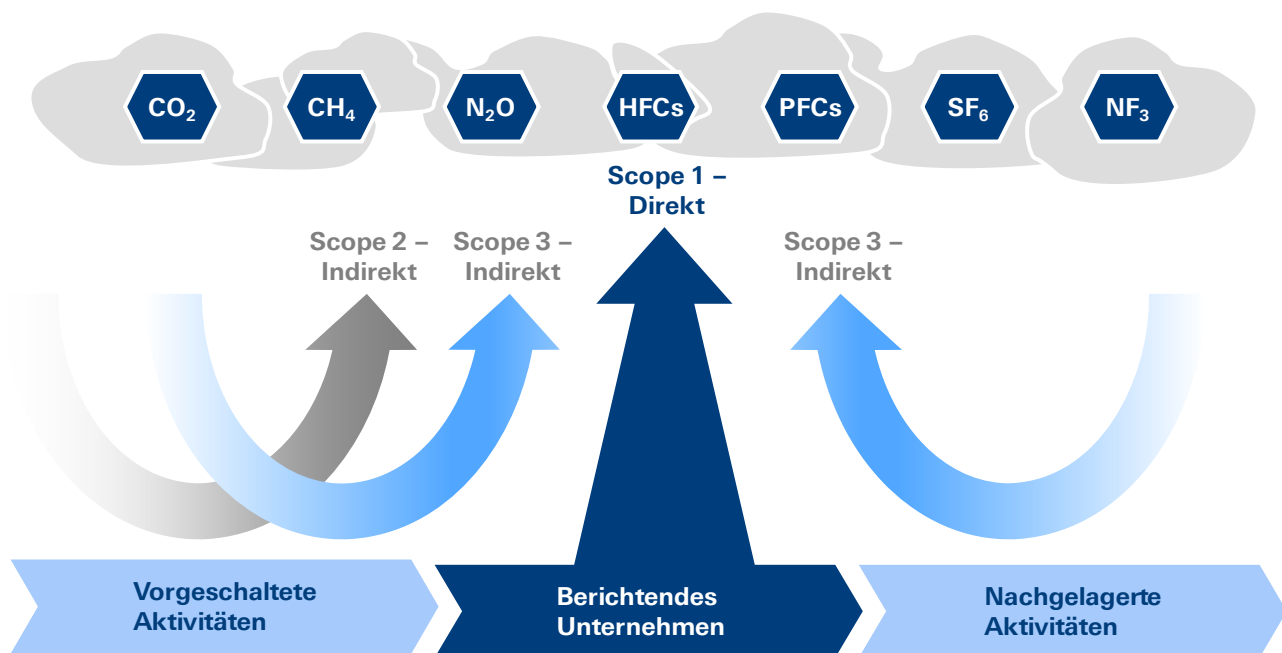 CO₂
CH₄
N₂O
HFCs
PFCs
SF₆
NF₃
Scope 1 –
Direkt
Scope 2 –
Indirekt
Scope 3 –
Indirekt
Scope 3 –
Indirekt
Vorgeschaltete
Aktivitäten
Berichtendes
Unternehmen
Nachgelagerte
Aktivitäten